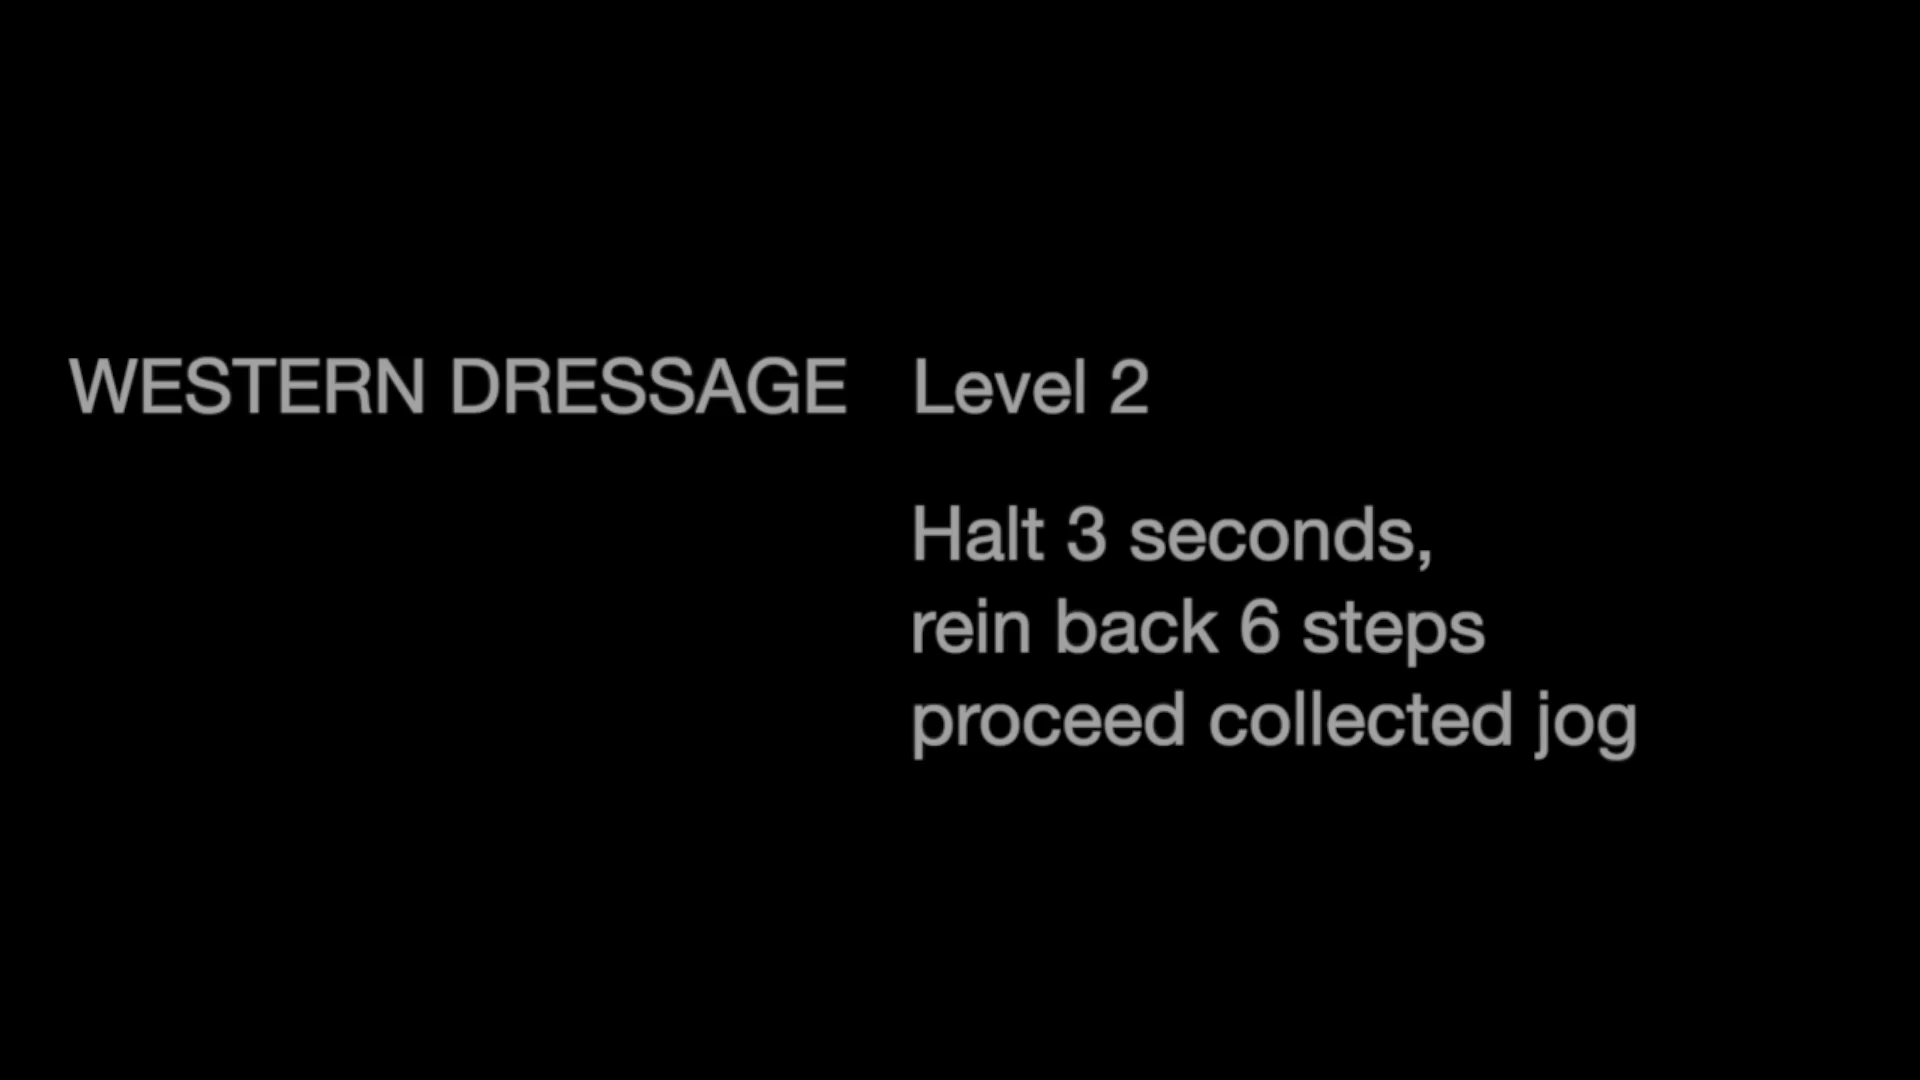 WESTERN DRESSAGE Level 2
Halt 3 seconds,
rein back 6 steps
proceed collected jog